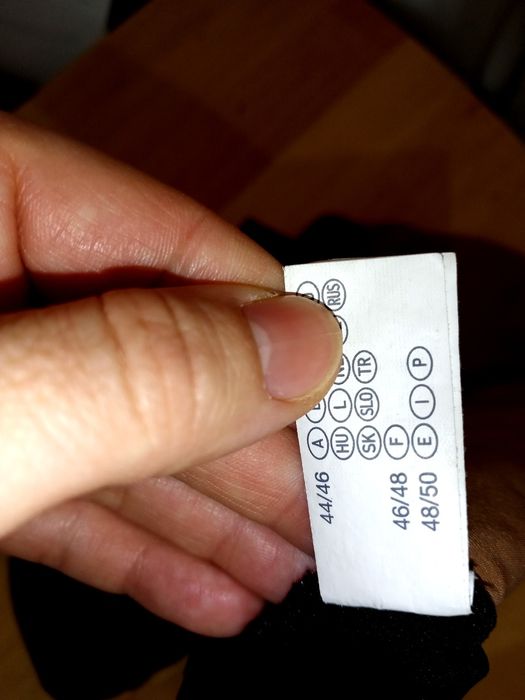 44/46 A
HU L RUS
SK SLO TR
46/48 F
48/50 E I P